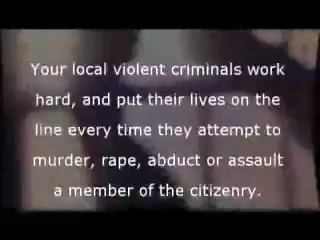 Your local violent criminals work
hard, and put their lives on the
line every time they attempt to
murder, rape, abduct or assault
a member of the citizenry.